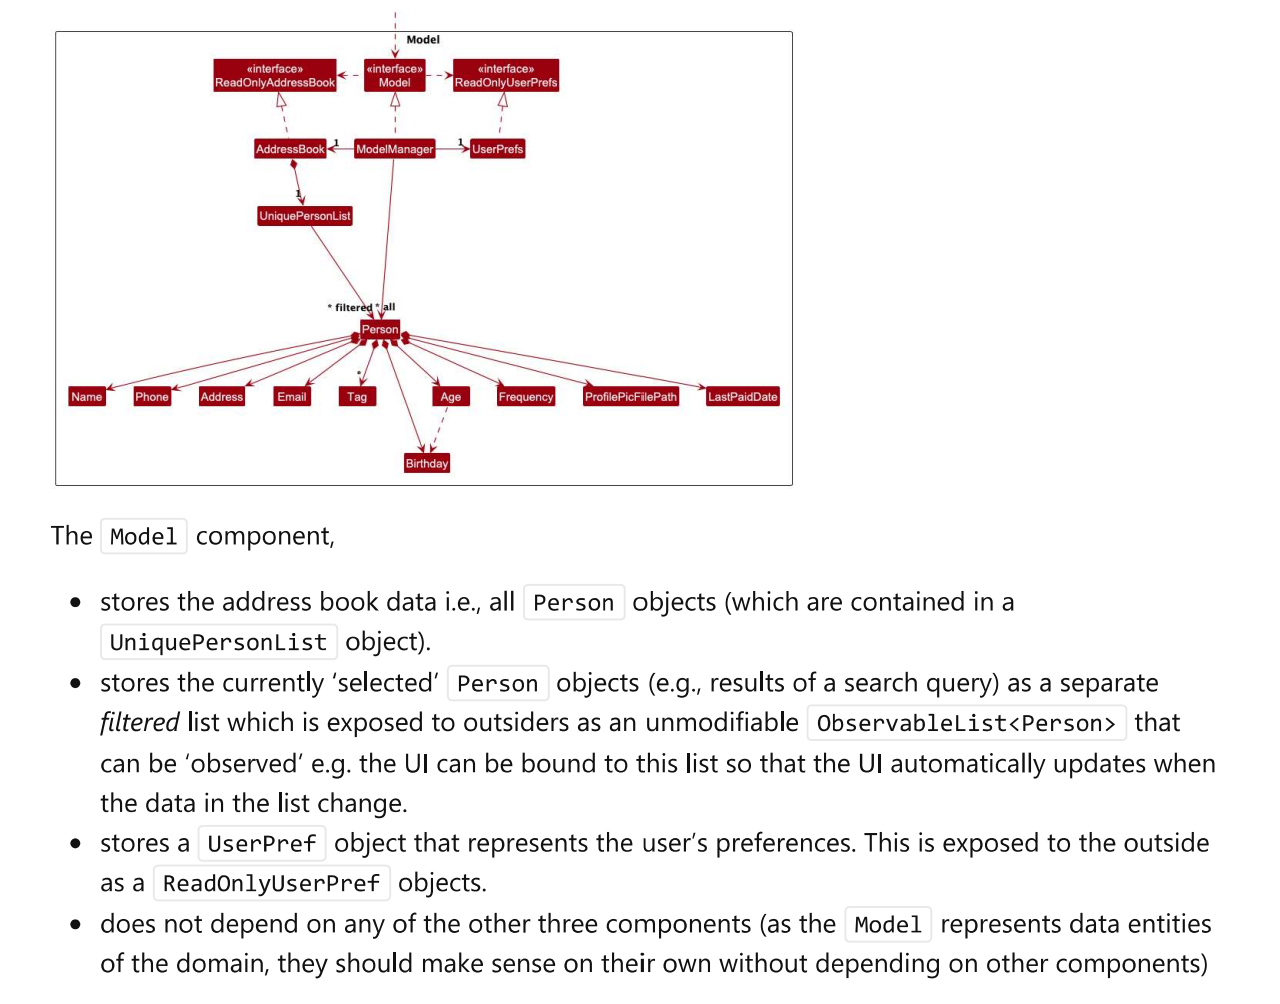 Model
«interface»
ReadOnlyAddressBook
«interface»
Model
«interface»
ReadOnlyUserPrefs
AddressBook
1
ModelManager
1
UserPrefs
1
UniquePersonList
* filtered * all
Person
*
Name
Phone
Address
Email
Tag
Age
Frequency
ProfilePicFilePath
LastPaidDate
Birthday
The Model component,
• stores the address book data i.e., all Person objects (which are contained in a
UniquePersonList object).
• stores the currently ‘selected’ Person objects (e.g., results of a search query) as a separate
filtered list which is exposed to outsiders as an unmodifiable ObservableList<Person> that
can be ‘observed’ e.g. the UI can be bound to this list so that the UI automatically updates when
the data in the list change.
• stores a UserPref object that represents the user’s preferences. This is exposed to the outside
as a ReadOnlyUserPref objects.
• does not depend on any of the other three components (as the Model represents data entities
of the domain, they should make sense on their own without depending on other components)